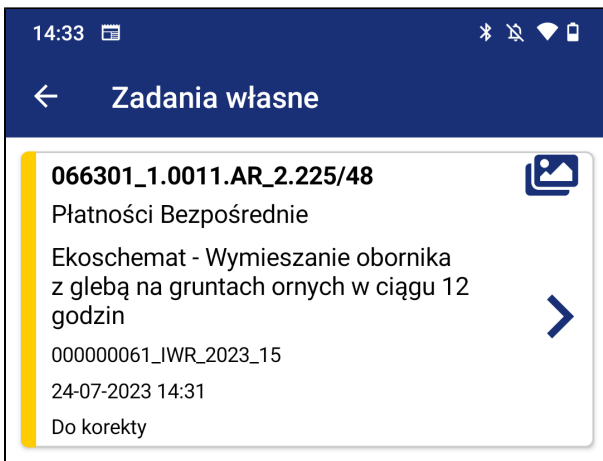 14:33
Zadania własne
066301_1.0011.AR_2.225/48
Płatności Bezpośrednie
Ekoschemat - Wymieszanie obornika
z glebą na gruntach ornych w ciągu 12
godzin
000000061_IWR_2023_15
24-07-2023 14:31
Do korekty